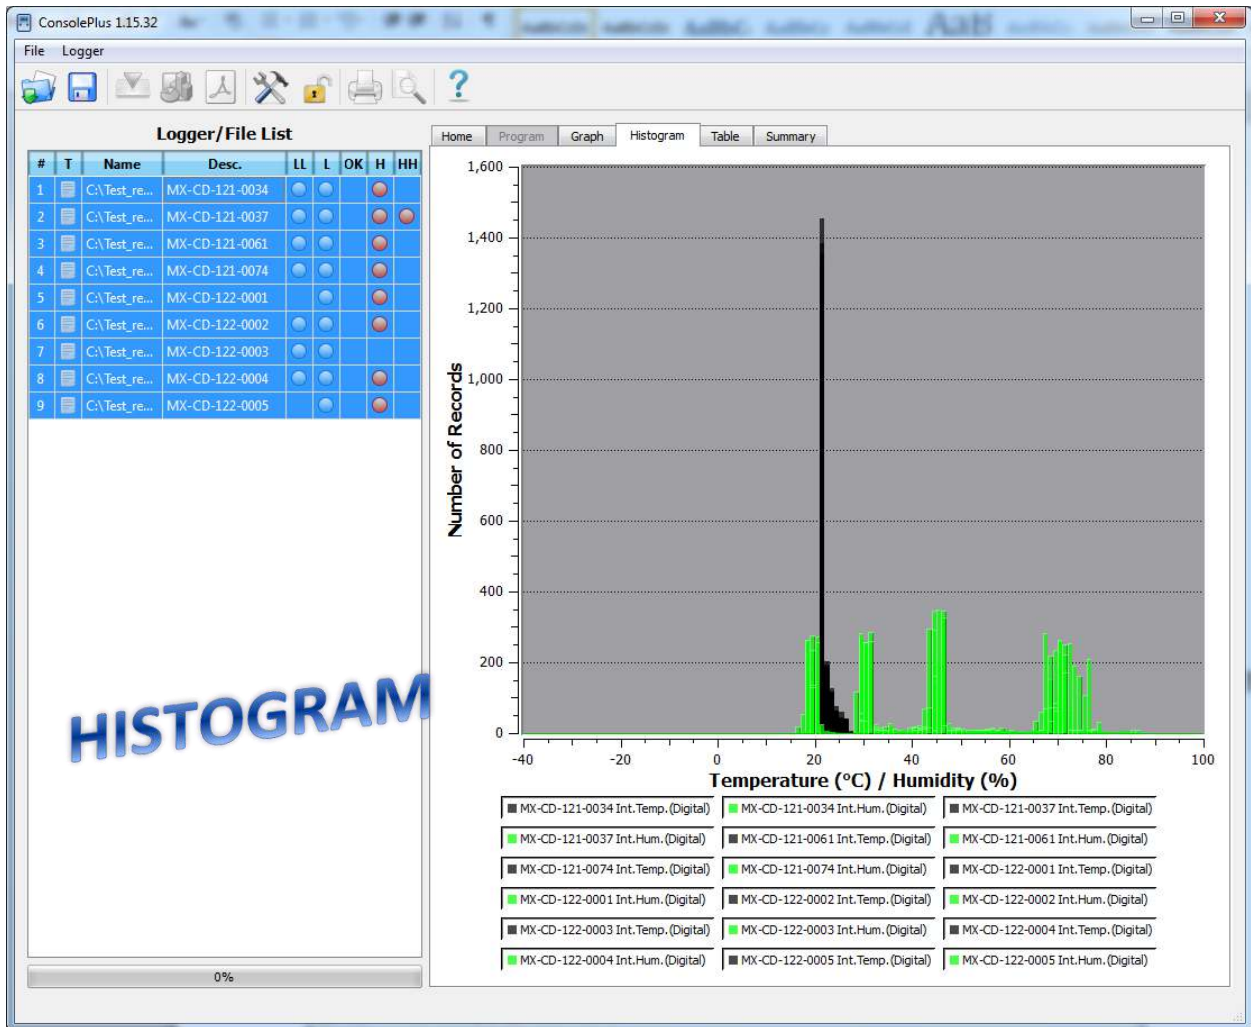 ConsolePlus 1.15.32
File Logger
Logger/File List
# T Name Desc. LL L OK H HH
1 C:\Test_re... MX-CD-121-0034
2 C:\Test_re... MX-CD-121-0037
3 C:\Test_re... MX-CD-121-0061
4 C:\Test_re... MX-CD-121-0074
5 C:\Test_re... MX-CD-122-0001
6 C:\Test_re... MX-CD-122-0002
7 C:\Test_re... MX-CD-122-0003
8 C:\Test_re... MX-CD-122-0004
9 C:\Test_re... MX-CD-122-0005
HISTOGRAM
0%
Home Program Graph Histogram Table Summary
1,600
1,400
1,200
1,000
800
600
400
200
0
Number of Records
-40 -20 0 20 40 60 80 100
Temperature (°C) / Humidity (%)
MX-CD-121-0034 Int.Temp.(Digital) MX-CD-121-0034 Int.Hum.(Digital) MX-CD-121-0037 Int.Temp.(Digital)
MX-CD-121-0037 Int.Hum.(Digital) MX-CD-121-0061 Int.Temp.(Digital) MX-CD-121-0061 Int.Hum.(Digital)
MX-CD-121-0074 Int.Temp.(Digital) MX-CD-121-0074 Int.Hum.(Digital) MX-CD-122-0001 Int.Temp.(Digital)
MX-CD-122-0001 Int.Hum.(Digital) MX-CD-122-0002 Int.Temp.(Digital) MX-CD-122-0002 Int.Hum.(Digital)
MX-CD-122-0003 Int.Temp.(Digital) MX-CD-122-0003 Int.Hum.(Digital) MX-CD-122-0004 Int.Temp.(Digital)
MX-CD-122-0004 Int.Hum.(Digital) MX-CD-122-0005 Int.Temp.(Digital) MX-CD-122-0005 Int.Hum.(Digital)